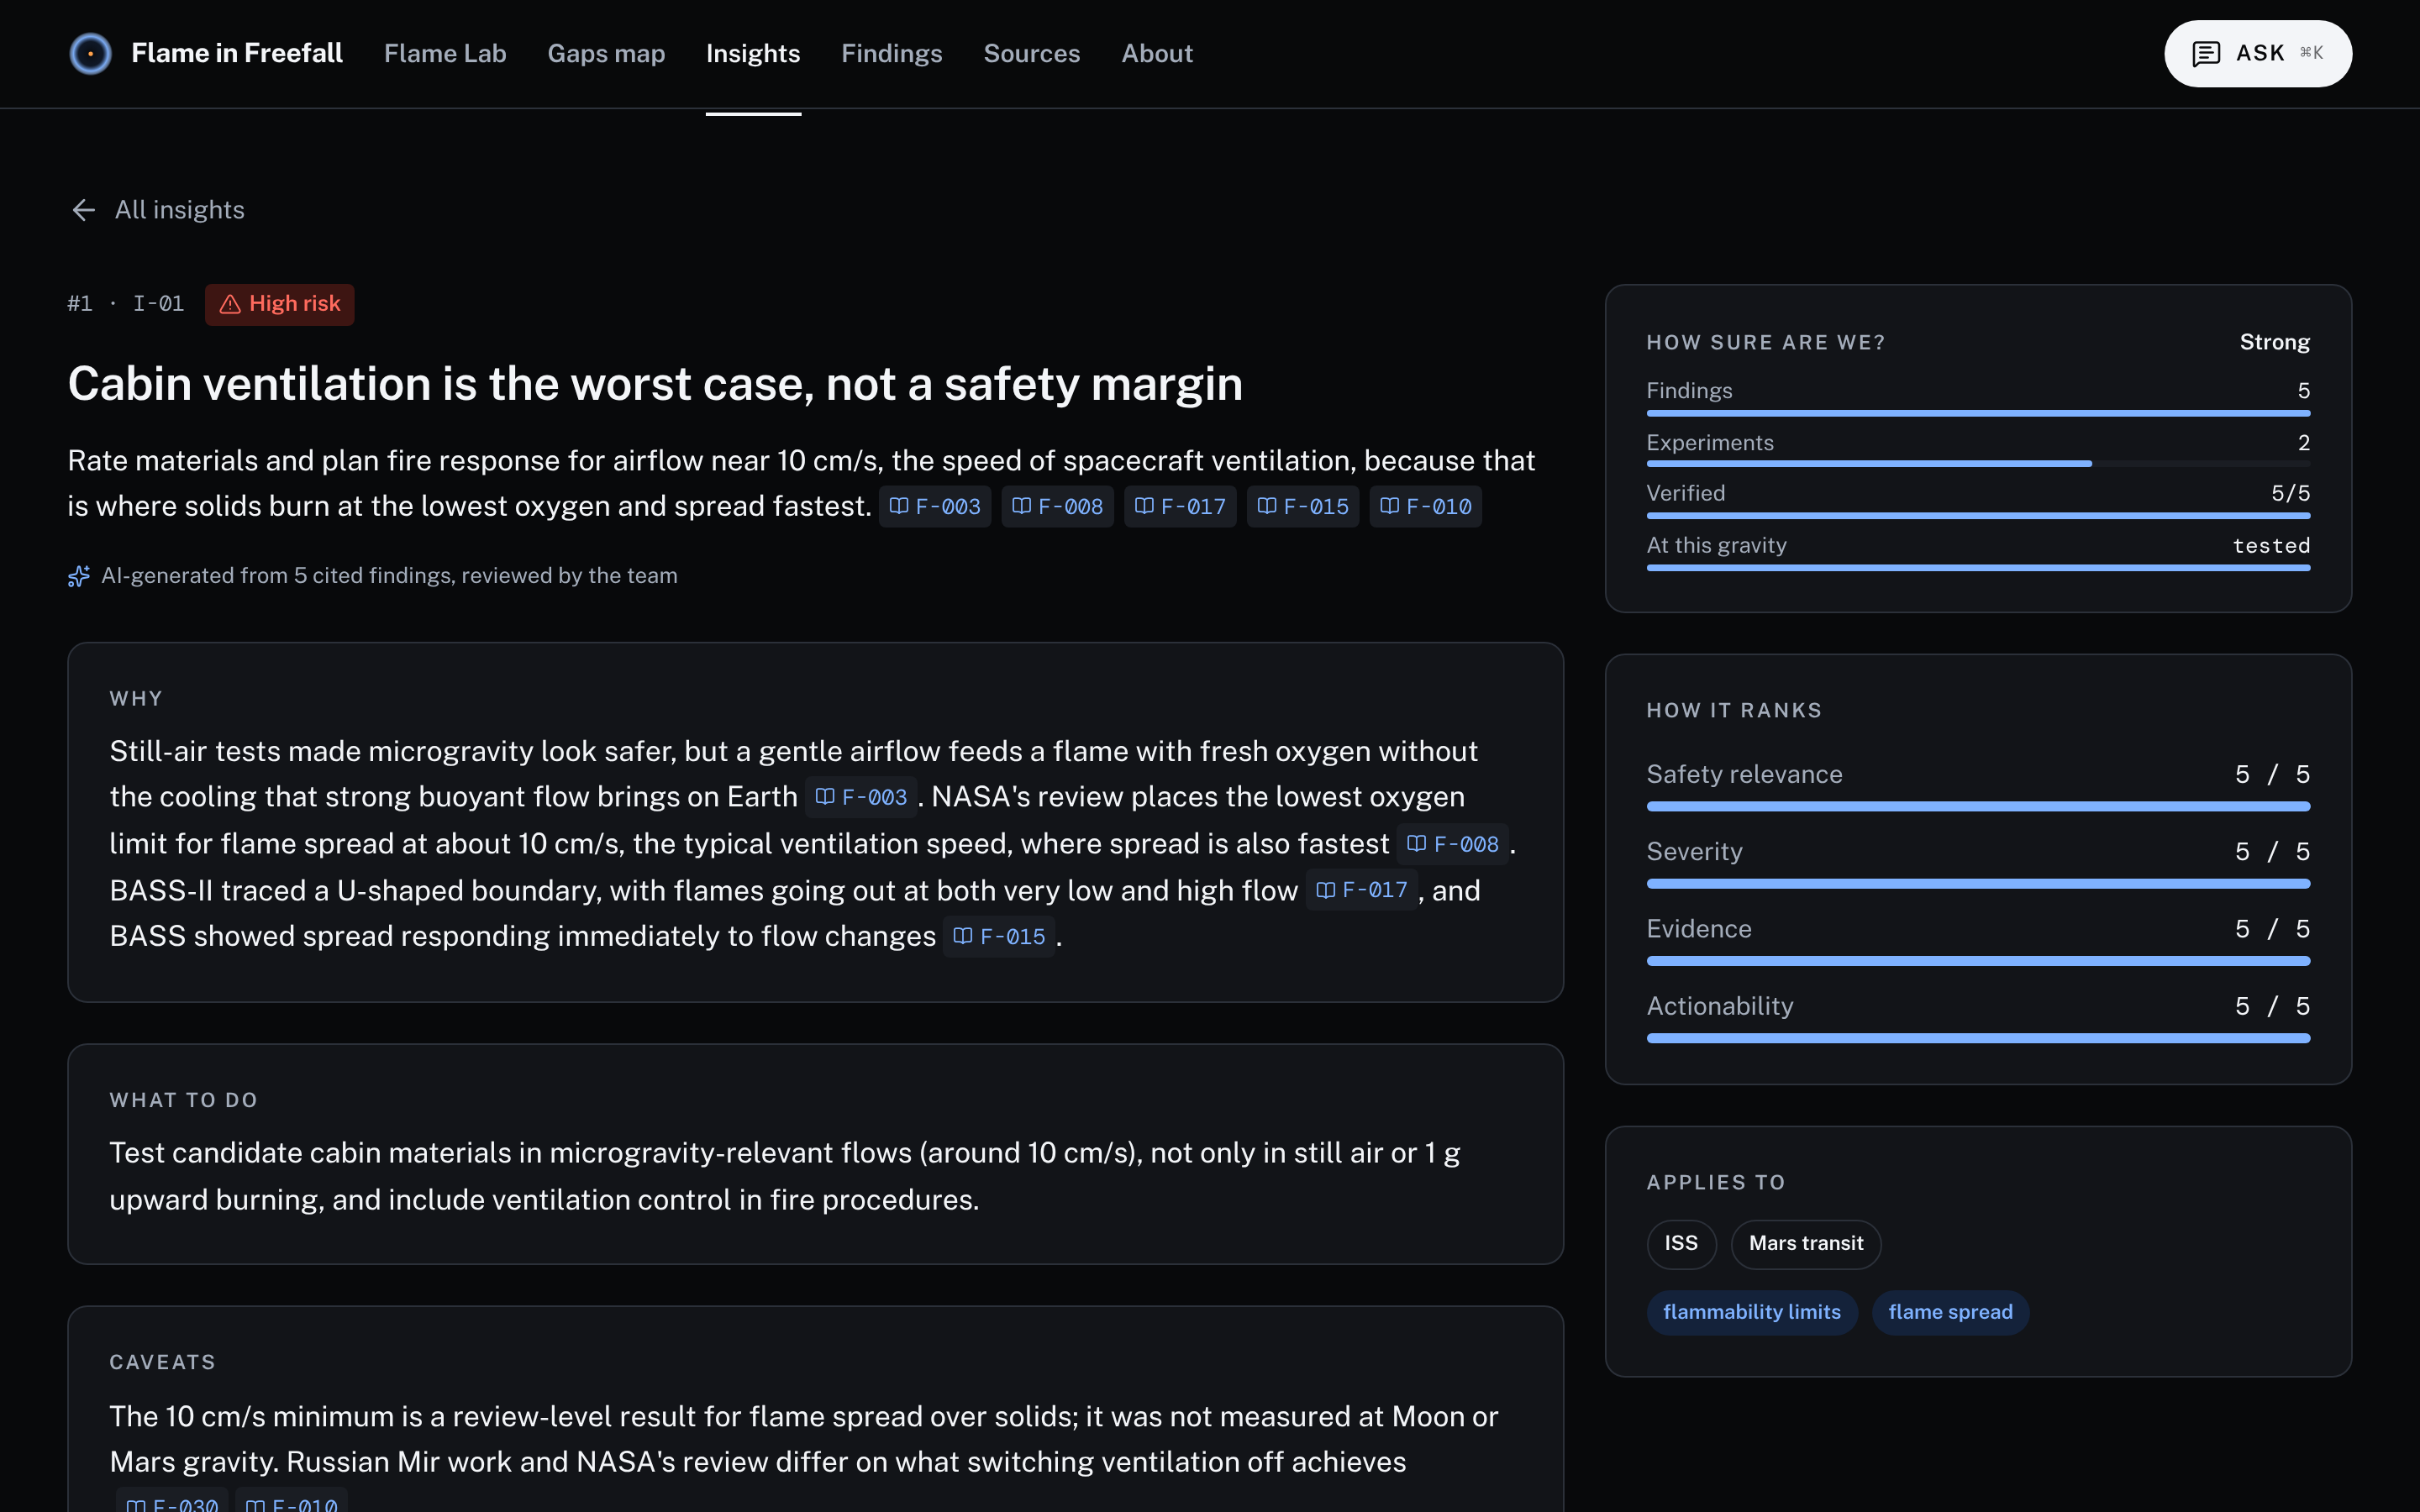 Flame in Freefall Flame Lab Gaps map Insights Findings Sources About ASK ⌘K
All insights
#1 · I-01 High risk
Cabin ventilation is the worst case, not a safety margin
Rate materials and plan fire response for airflow near 10 cm/s, the speed of spacecraft ventilation, because that
is where solids burn at the lowest oxygen and spread fastest. F-003 F-008 F-017 F-015 F-010
AI-generated from 5 cited findings, reviewed by the team
WHY
Still-air tests made microgravity look safer, but a gentle airflow feeds a flame with fresh oxygen without
the cooling that strong buoyant flow brings on Earth F-003 . NASA's review places the lowest oxygen
limit for flame spread at about 10 cm/s, the typical ventilation speed, where spread is also fastest F-008 .
BASS-II traced a U-shaped boundary, with flames going out at both very low and high flow F-017 , and
BASS showed spread responding immediately to flow changes F-015 .
WHAT TO DO
Test candidate cabin materials in microgravity-relevant flows (around 10 cm/s), not only in still air or 1 g
upward burning, and include ventilation control in fire procedures.
CAVEATS
The 10 cm/s minimum is a review-level result for flame spread over solids; it was not measured at Moon or
Mars gravity. Russian Mir work and NASA's review differ on what switching ventilation off achieves
F-030 F-010
HOW SURE ARE WE? Strong
Findings 5
Experiments 2
Verified 5/5
At this gravity tested
HOW IT RANKS
Safety relevance 5 / 5
Severity 5 / 5
Evidence 5 / 5
Actionability 5 / 5
APPLIES TO
ISS Mars transit
flammability limits flame spread